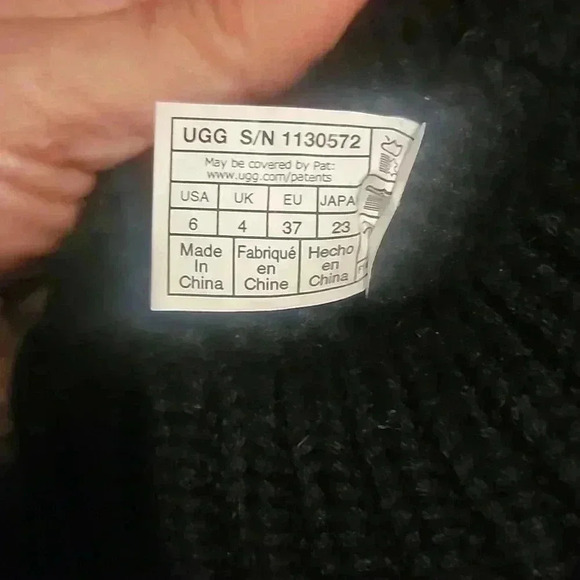 UGG S/N 1130572
May be covered by Pat:
www.ugg.com/patents
USA UK EU JAPA
6 4 37 23
Made In China
Fabriqué en Chine
Hecho en China